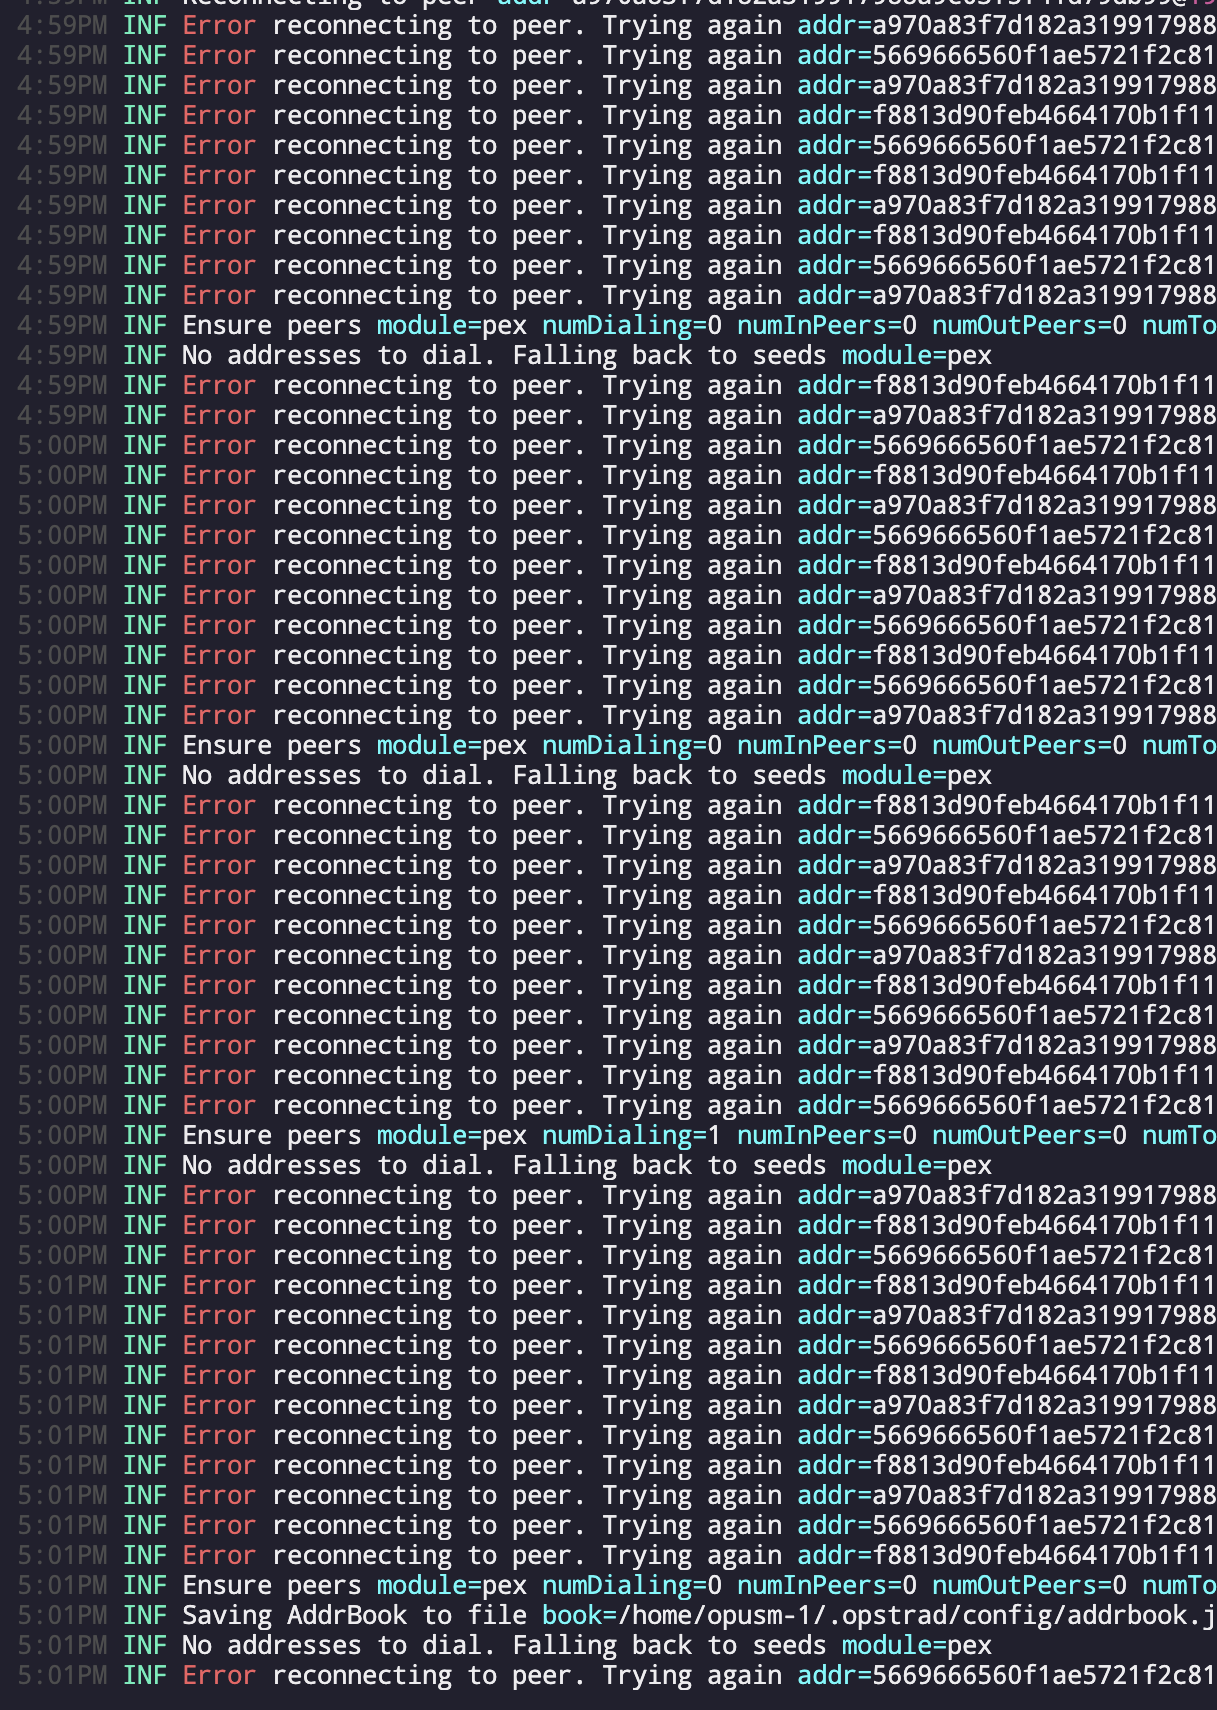 4:59PM INF Reconnecting to peer
4:59PM INF Error reconnecting to peer. Trying again addr=a970a83f7d182a319917988
4:59PM INF Error reconnecting to peer. Trying again addr=5669666560f1ae5721f2c81
4:59PM INF Error reconnecting to peer. Trying again addr=a970a83f7d182a319917988
4:59PM INF Error reconnecting to peer. Trying again addr=f8813d90feb4664170b1f11
4:59PM INF Error reconnecting to peer. Trying again addr=5669666560f1ae5721f2c81
4:59PM INF Error reconnecting to peer. Trying again addr=f8813d90feb4664170b1f11
4:59PM INF Error reconnecting to peer. Trying again addr=a970a83f7d182a319917988
4:59PM INF Error reconnecting to peer. Trying again addr=f8813d90feb4664170b1f11
4:59PM INF Error reconnecting to peer. Trying again addr=5669666560f1ae5721f2c81
4:59PM INF Error reconnecting to peer. Trying again addr=a970a83f7d182a319917988
4:59PM INF Ensure peers module=pex numDialing=0 numInPeers=0 numOutPeers=0 numTo
4:59PM INF No addresses to dial. Falling back to seeds module=pex
4:59PM INF Error reconnecting to peer. Trying again addr=f8813d90feb4664170b1f11
4:59PM INF Error reconnecting to peer. Trying again addr=a970a83f7d182a319917988
5:00PM INF Error reconnecting to peer. Trying again addr=5669666560f1ae5721f2c81
5:00PM INF Error reconnecting to peer. Trying again addr=f8813d90feb4664170b1f11
5:00PM INF Error reconnecting to peer. Trying again addr=a970a83f7d182a319917988
5:00PM INF Error reconnecting to peer. Trying again addr=5669666560f1ae5721f2c81
5:00PM INF Error reconnecting to peer. Trying again addr=f8813d90feb4664170b1f11
5:00PM INF Error reconnecting to peer. Trying again addr=a970a83f7d182a319917988
5:00PM INF Error reconnecting to peer. Trying again addr=5669666560f1ae5721f2c81
5:00PM INF Error reconnecting to peer. Trying again addr=f8813d90feb4664170b1f11
5:00PM INF Error reconnecting to peer. Trying again addr=5669666560f1ae5721f2c81
5:00PM INF Error reconnecting to peer. Trying again addr=a970a83f7d182a319917988
5:00PM INF Ensure peers module=pex numDialing=0 numInPeers=0 numOutPeers=0 numTo
5:00PM INF No addresses to dial. Falling back to seeds module=pex
5:00PM INF Error reconnecting to peer. Trying again addr=f8813d90feb4664170b1f11
5:00PM INF Error reconnecting to peer. Trying again addr=5669666560f1ae5721f2c81
5:00PM INF Error reconnecting to peer. Trying again addr=a970a83f7d182a319917988
5:00PM INF Error reconnecting to peer. Trying again addr=f8813d90feb4664170b1f11
5:00PM INF Error reconnecting to peer. Trying again addr=5669666560f1ae5721f2c81
5:00PM INF Error reconnecting to peer. Trying again addr=a970a83f7d182a319917988
5:00PM INF Error reconnecting to peer. Trying again addr=f8813d90feb4664170b1f11
5:00PM INF Error reconnecting to peer. Trying again addr=5669666560f1ae5721f2c81
5:00PM INF Error reconnecting to peer. Trying again addr=a970a83f7d182a319917988
5:00PM INF Error reconnecting to peer. Trying again addr=f8813d90feb4664170b1f11
5:00PM INF Error reconnecting to peer. Trying again addr=5669666560f1ae5721f2c81
5:00PM INF Ensure peers module=pex numDialing=1 numInPeers=0 numOutPeers=0 numTo
5:00PM INF No addresses to dial. Falling back to seeds module=pex
5:00PM INF Error reconnecting to peer. Trying again addr=a970a83f7d182a319917988
5:00PM INF Error reconnecting to peer. Trying again addr=f8813d90feb4664170b1f11
5:00PM INF Error reconnecting to peer. Trying again addr=5669666560f1ae5721f2c81
5:01PM INF Error reconnecting to peer. Trying again addr=f8813d90feb4664170b1f11
5:01PM INF Error reconnecting to peer. Trying again addr=a970a83f7d182a319917988
5:01PM INF Error reconnecting to peer. Trying again addr=5669666560f1ae5721f2c81
5:01PM INF Error reconnecting to peer. Trying again addr=f8813d90feb4664170b1f11
5:01PM INF Error reconnecting to peer. Trying again addr=a970a83f7d182a319917988
5:01PM INF Error reconnecting to peer. Trying again addr=5669666560f1ae5721f2c81
5:01PM INF Error reconnecting to peer. Trying again addr=f8813d90feb4664170b1f11
5:01PM INF Error reconnecting to peer. Trying again addr=a970a83f7d182a319917988
5:01PM INF Error reconnecting to peer. Trying again addr=5669666560f1ae5721f2c81
5:01PM INF Error reconnecting to peer. Trying again addr=f8813d90feb4664170b1f11
5:01PM INF Ensure peers module=pex numDialing=0 numInPeers=0 numOutPeers=0 numTo
5:01PM INF Saving AddrBook to file book=/home/opusm-1/.opstrad/config/addrbook.j
5:01PM INF No addresses to dial. Falling back to seeds module=pex
5:01PM INF Error reconnecting to peer. Trying again addr=5669666560f1ae5721f2c81